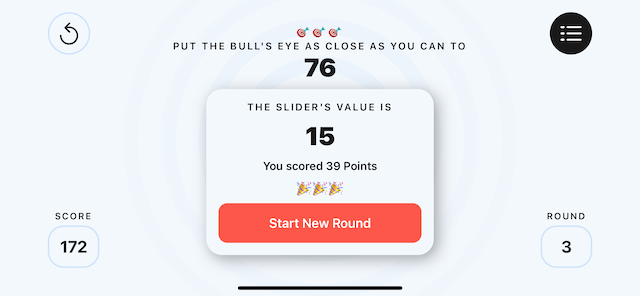 🎯🎯🎯
PUT THE BULL'S EYE AS CLOSE AS YOU CAN TO
76
THE SLIDER'S VALUE IS
15
You scored 39 Points
🎉🎉🎉
Start New Round
SCORE
172
ROUND
3